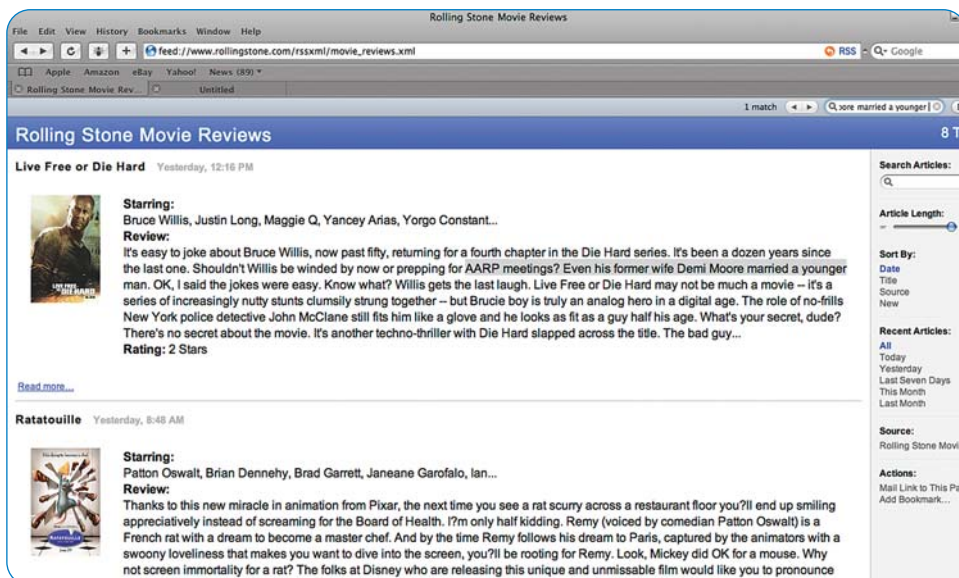 Rolling Stone Movie Reviews
File Edit View History Bookmarks Window Help
feed://www.rollingstone.com/rssxml/movie_reviews.xml RSS Google
Apple Amazon eBay Yahoo! News (89)
Rolling Stone Movie Rev... Untitled
1 match ore married a younger
Rolling Stone Movie Reviews 8 T
Live Free or Die Hard Yesterday, 12:16 PM
Starring:
Bruce Willis, Justin Long, Maggie Q, Yancey Arias, Yorgo Constant...
Review:
It's easy to joke about Bruce Willis, now past fifty, returning for a fourth chapter in the Die Hard series. It's been a dozen years since
the last one. Shouldn't Willis be winded by now or prepping for AARP meetings? Even his former wife Demi Moore married a younger
man. OK, I said the jokes were easy. Know what? Willis gets the last laugh. Live Free or Die Hard may not be much a movie -- it's a
series of increasingly nutty stunts clumsily strung together -- but Brucie boy is truly an analog hero in a digital age. The role of no-frills
New York police detective John McClane still fits him like a glove and he looks as fit as a guy half his age. What's your secret, dude?
There's no secret about the movie. It's another techno-thriller with Die Hard slapped across the title. The bad guy...
Rating: 2 Stars
Read more...
Ratatouille Yesterday, 8:48 AM
Starring:
Patton Oswalt, Brian Dennehy, Brad Garrett, Janeane Garofalo, Ian...
Review:
Thanks to this new miracle in animation from Pixar, the next time you see a rat scurry across a restaurant floor you?ll end up smiling
appreciatively instead of screaming for the Board of Health. I?m only half kidding. Remy (voiced by comedian Patton Oswalt) is a
French rat with a dream to become a master chef. And by the time Remy follows his dream to Paris, captured by the animators with a
swoony loveliness that makes you want to dive into the screen, you?ll be rooting for Remy. Look, Mickey did OK for a mouse. Why
not screen immortality for a rat? The folks at Disney who are releasing this unique and unmissable film would like you to pronounce
Search Articles:
Article Length:
Sort By:
Date
Title
Source
New
Recent Articles:
All
Today
Yesterday
Last Seven Days
This Month
Last Month
Source:
Rolling Stone Movi
Actions:
Mail Link to This Pa
Add Bookmark...
LIVE FREE
OR DIE HARD
RATATOUILLE